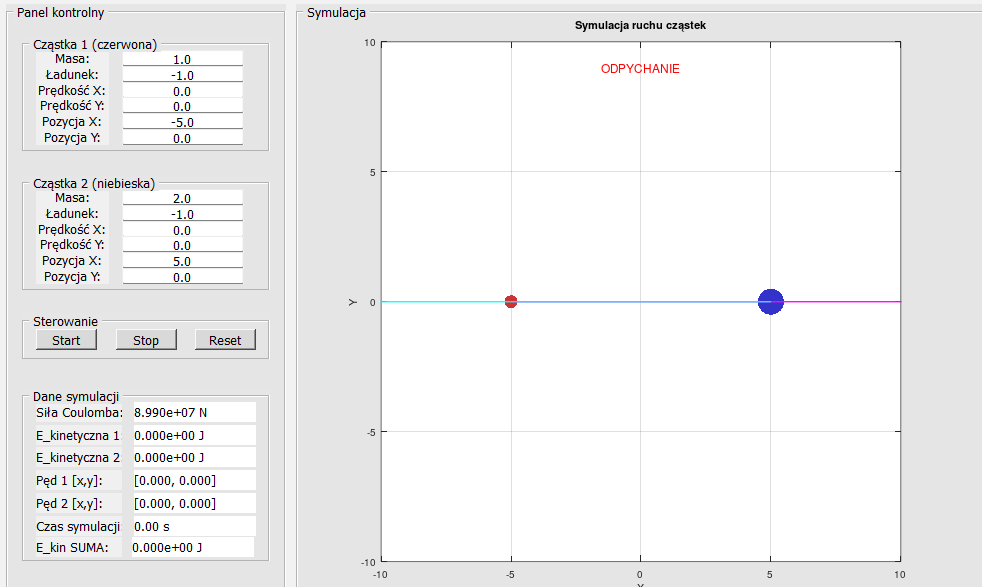 Panel kontrolny
Cząstka 1 (czerwona)
Masa: 1.0
Ładunek: -1.0
Prędkość X: 0.0
Prędkość Y: 0.0
Pozycja X: -5.0
Pozycja Y: 0.0
Cząstka 2 (niebieska)
Masa: 2.0
Ładunek: -1.0
Prędkość X: 0.0
Prędkość Y: 0.0
Pozycja X: 5.0
Pozycja Y: 0.0
Sterowanie
Start Stop Reset
Dane symulacji
Siła Coulomba: 8.990e+07 N
E_kinetyczna 1: 0.000e+00 J
E_kinetyczna 2: 0.000e+00 J
Pęd 1 [x,y]: [0.000, 0.000]
Pęd 2 [x,y]: [0.000, 0.000]
Czas symulacji: 0.00 s
E_kin SUMA: 0.000e+00 J
Symulacja
Symulacja ruchu cząstek
ODPYCHANIE
10
5
Y
0
-5
-10
-10 -5 0 5 10
X